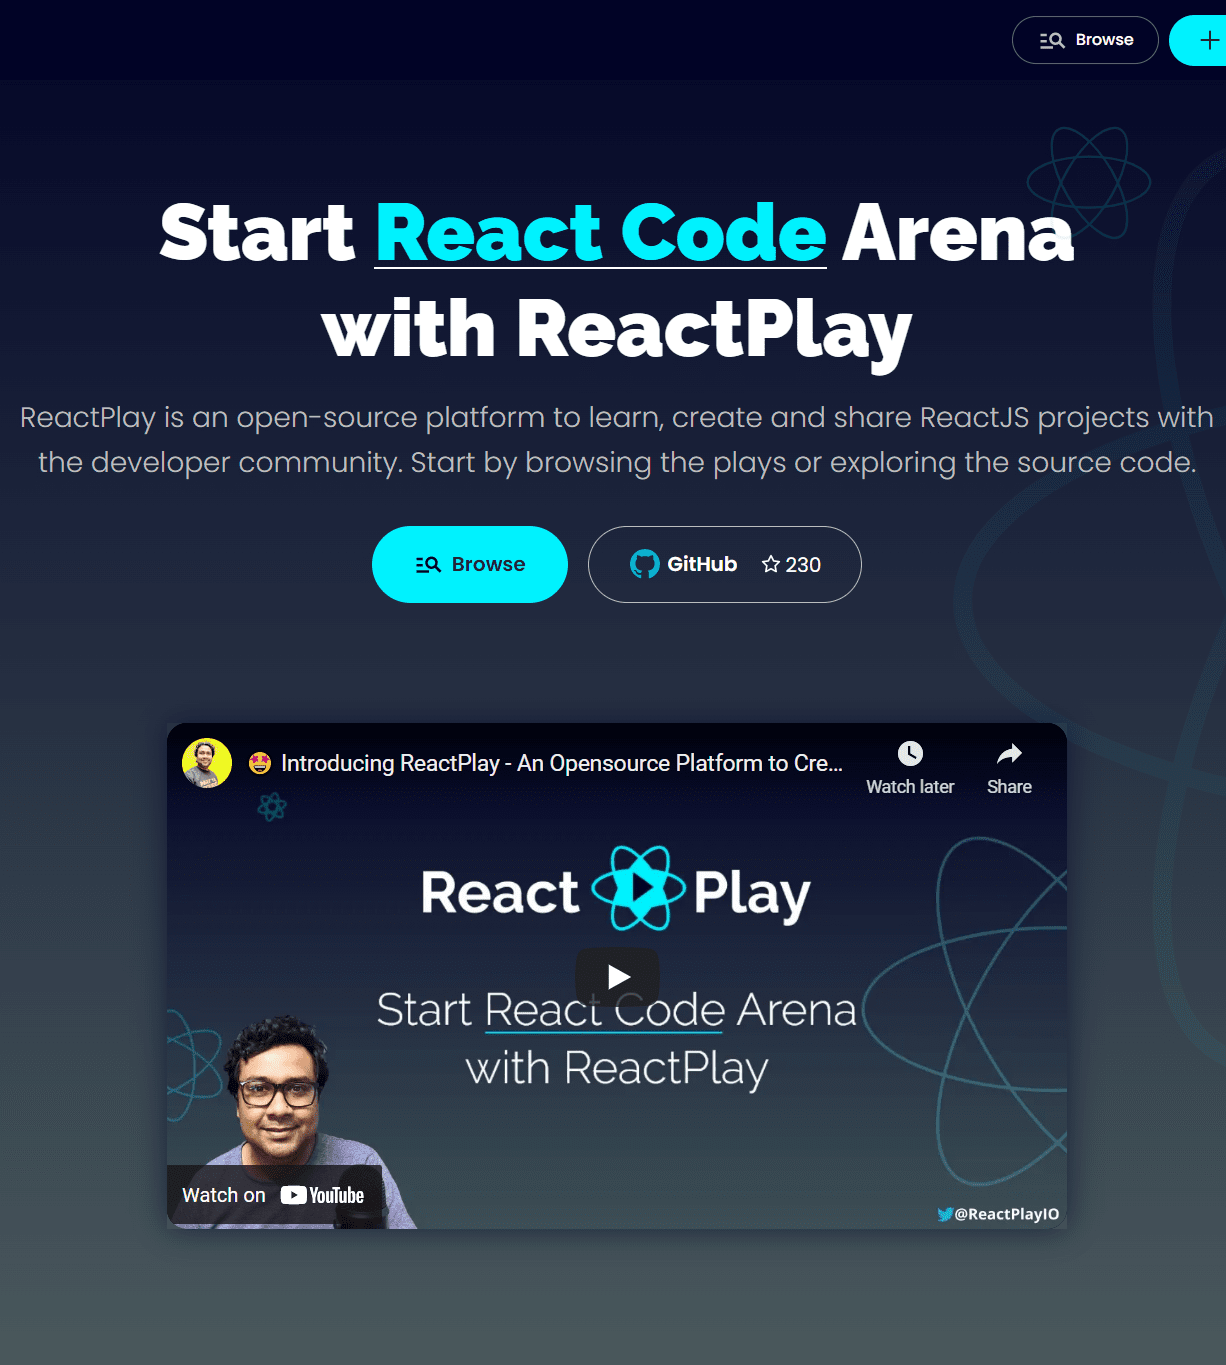 Browse
Start React Code Arena
with ReactPlay
ReactPlay is an open-source platform to learn, create and share ReactJS projects with
the developer community. Start by browsing the plays or exploring the source code.
Browse
GitHub 230
🤩 Introducing ReactPlay - An Opensource Platform to Cre...
Watch later
Share
React Play
Start React Code Arena
with ReactPlay
Watch on YouTube
@ReactPlayIO